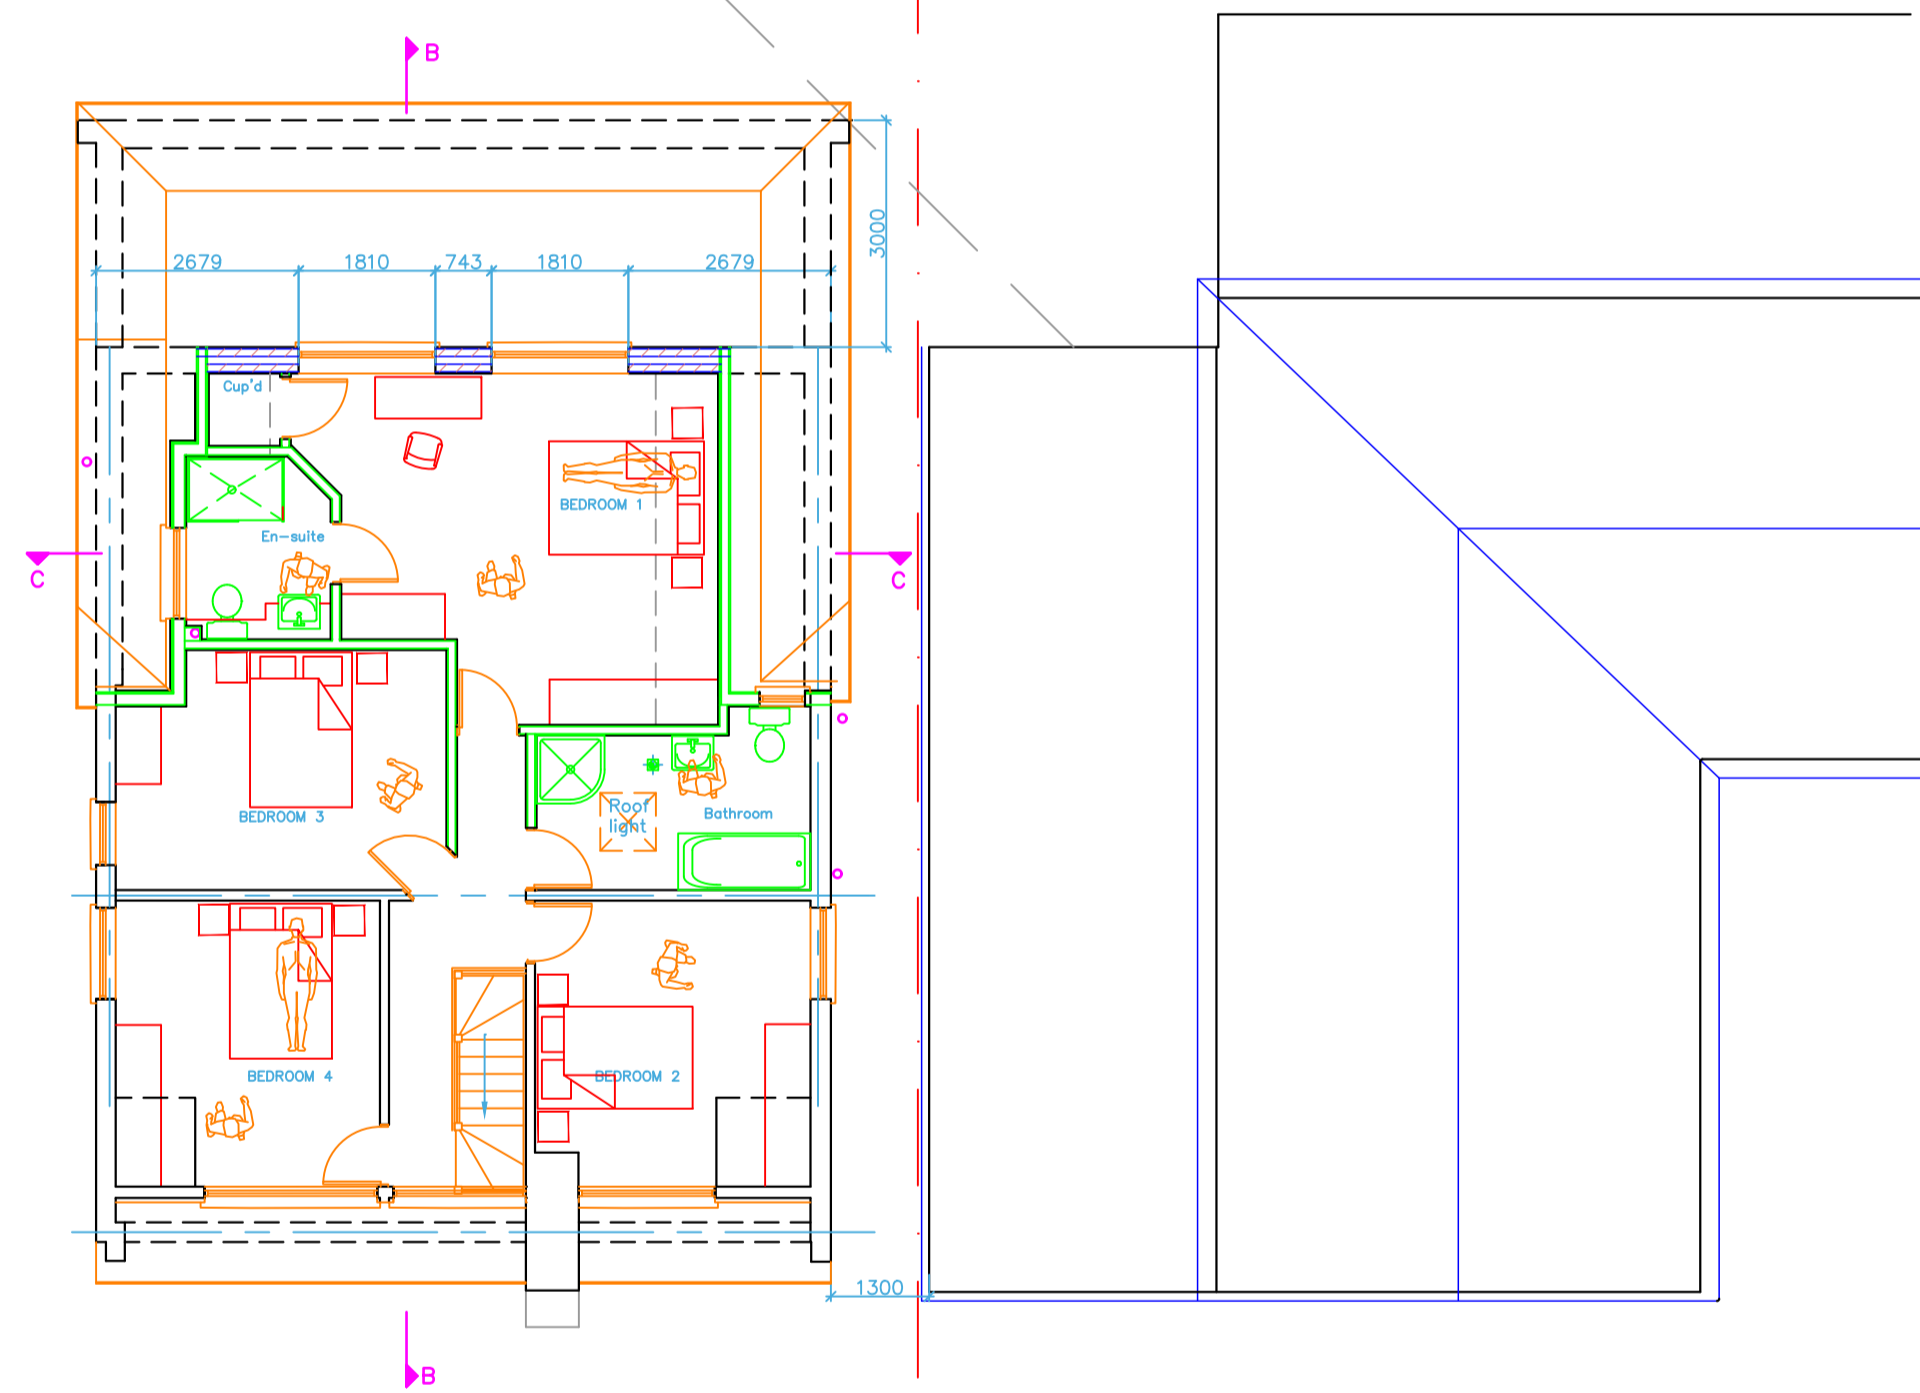 B
3000
2679 1810 743 1810 2679
Cup'd
BEDROOM 1
En-suite
C
C
Roof
light
Bathroom
BEDROOM 3
BEDROOM 4
BEDROOM 2
1300
B